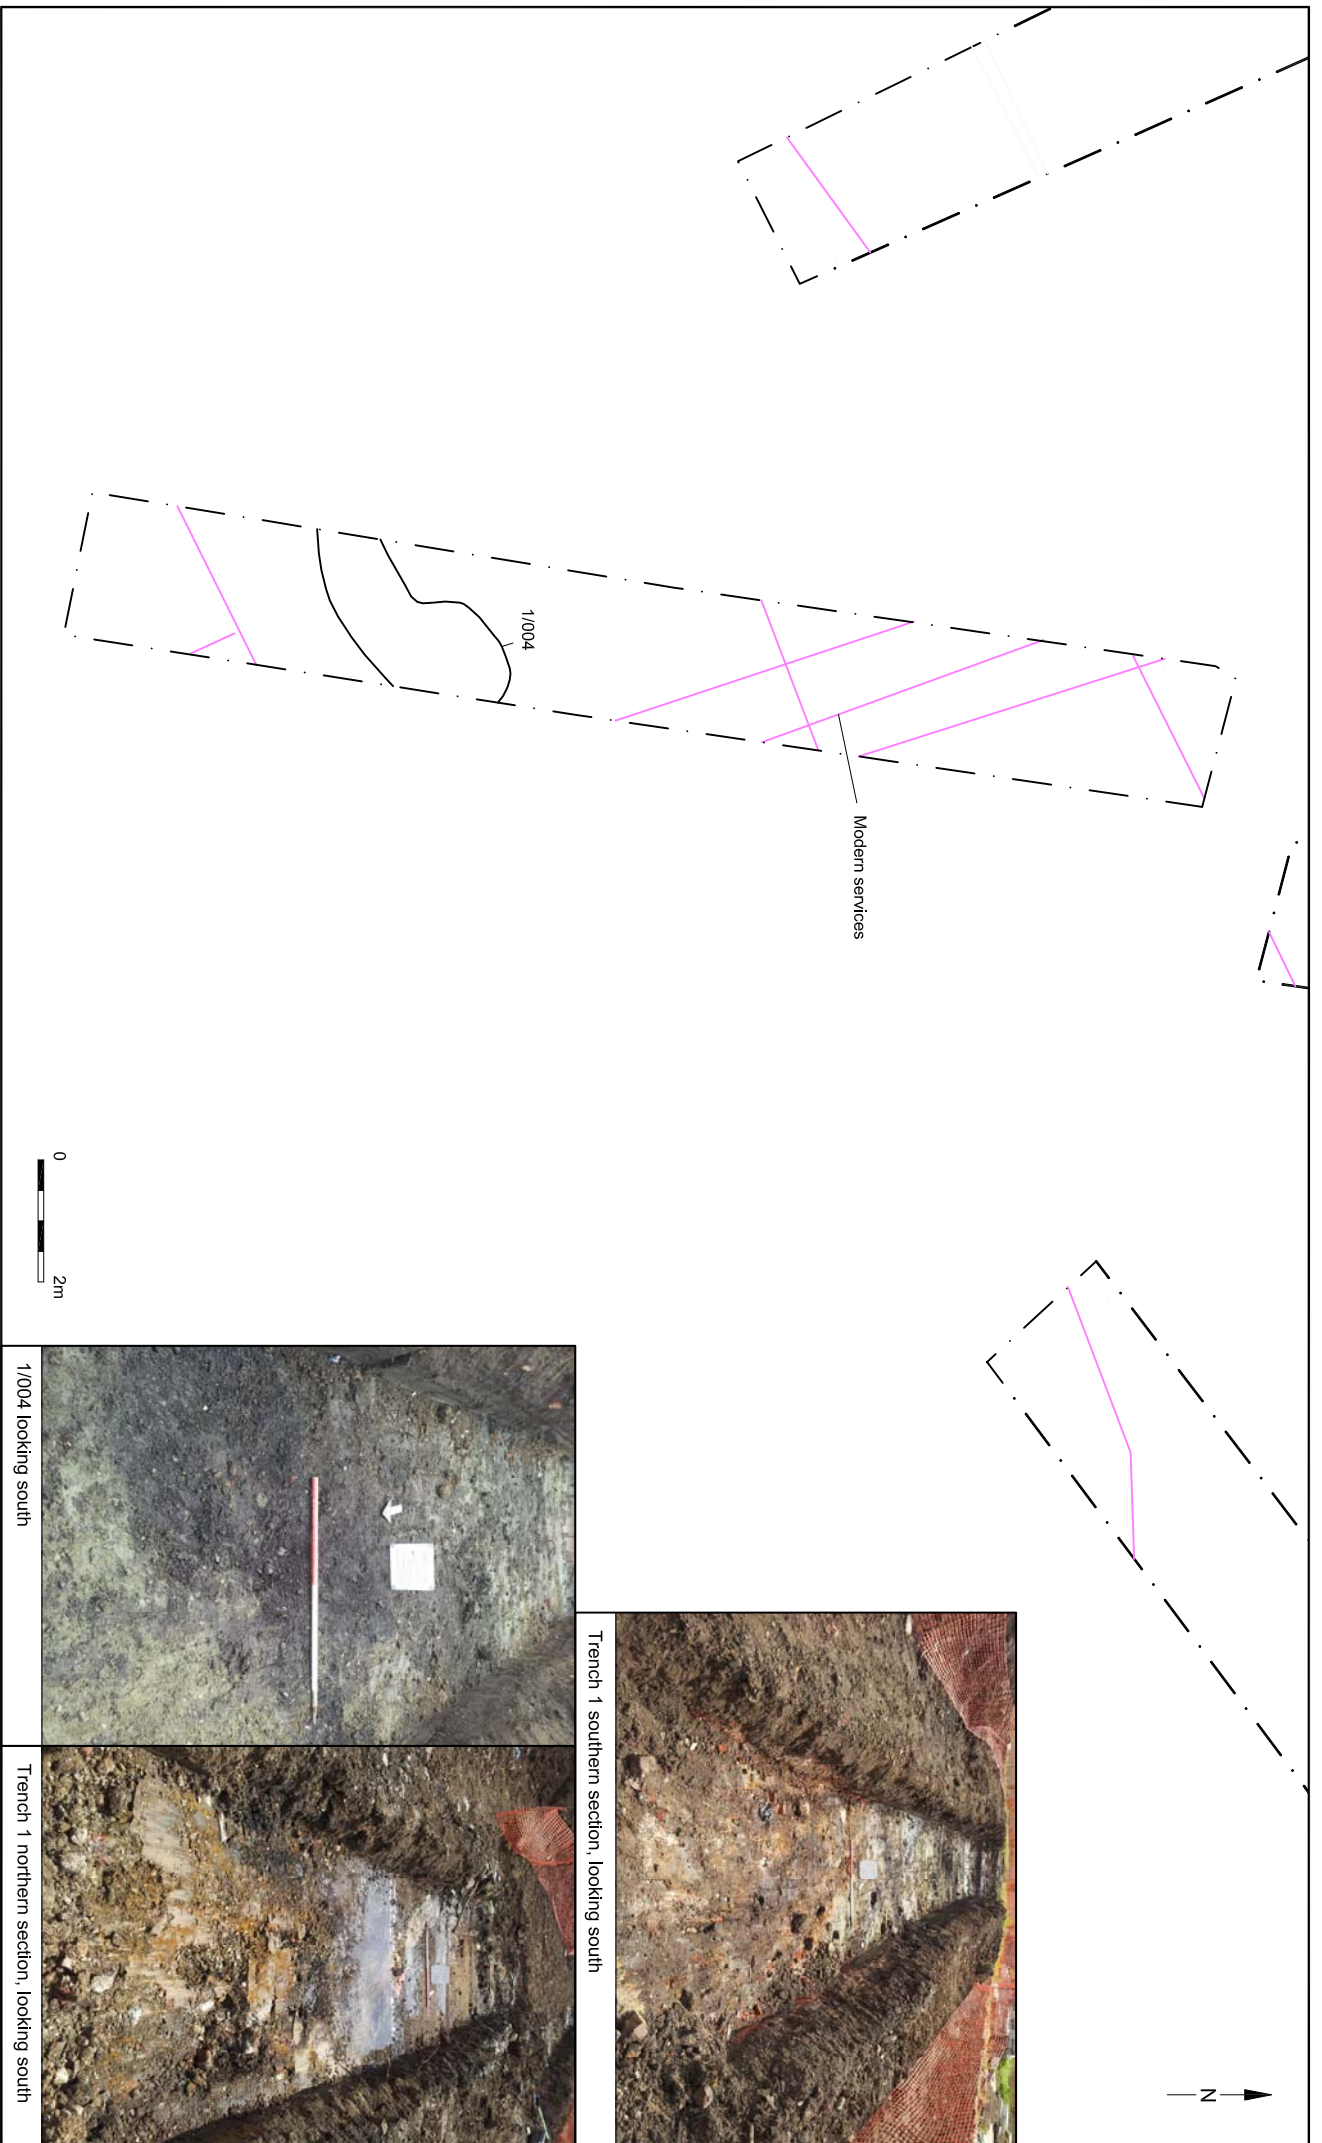 N
1/004
Modern services
0 2m
Trench 1 southern section, looking south
1/004 looking south
Trench 1 northern section, looking south